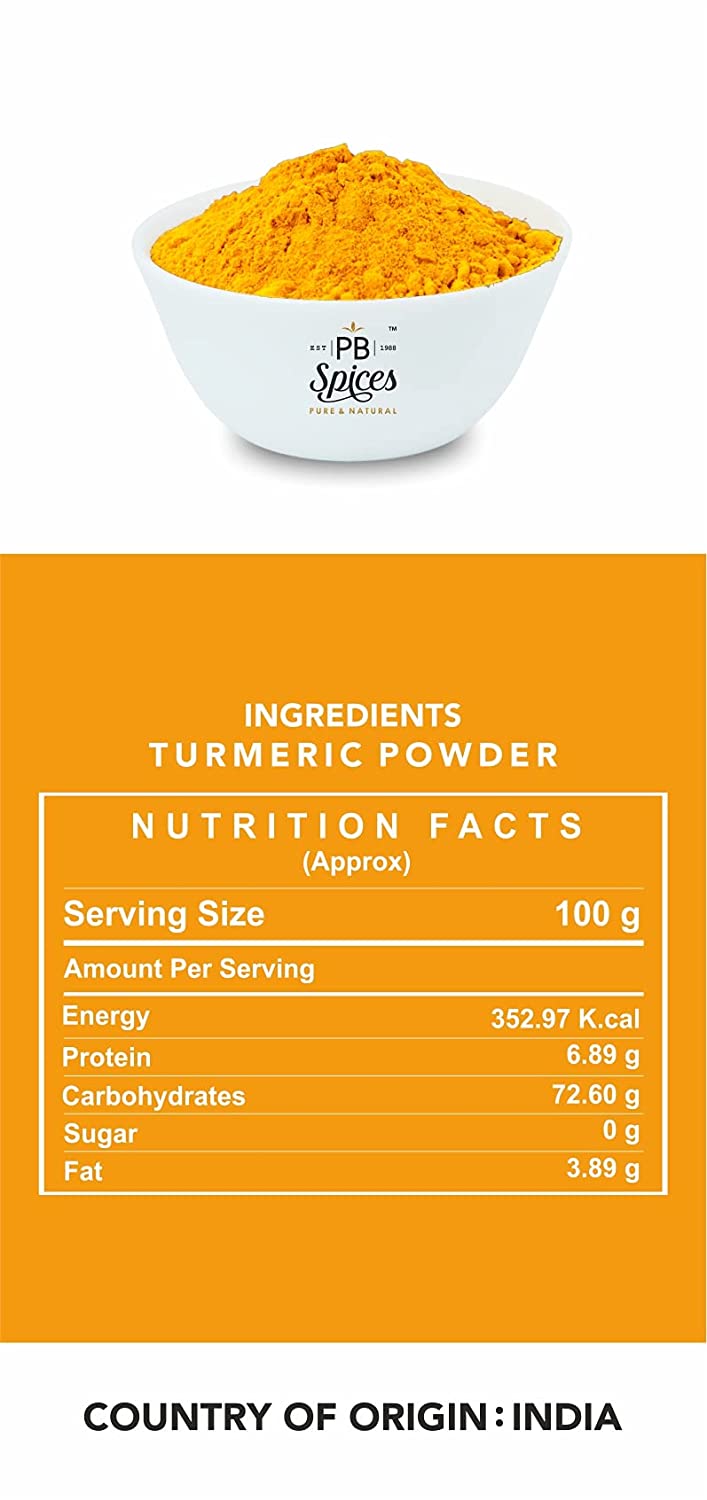 EST | PB | 1988 ™
Spices
PURE & NATURAL
INGREDIENTS
TURMERIC POWDER
NUTRITION FACTS
(Approx)
Serving Size 100 g
Amount Per Serving
Energy 352.97 K.cal
Protein 6.89 g
Carbohydrates 72.60 g
Sugar 0 g
Fat 3.89 g
COUNTRY OF ORIGIN : INDIA